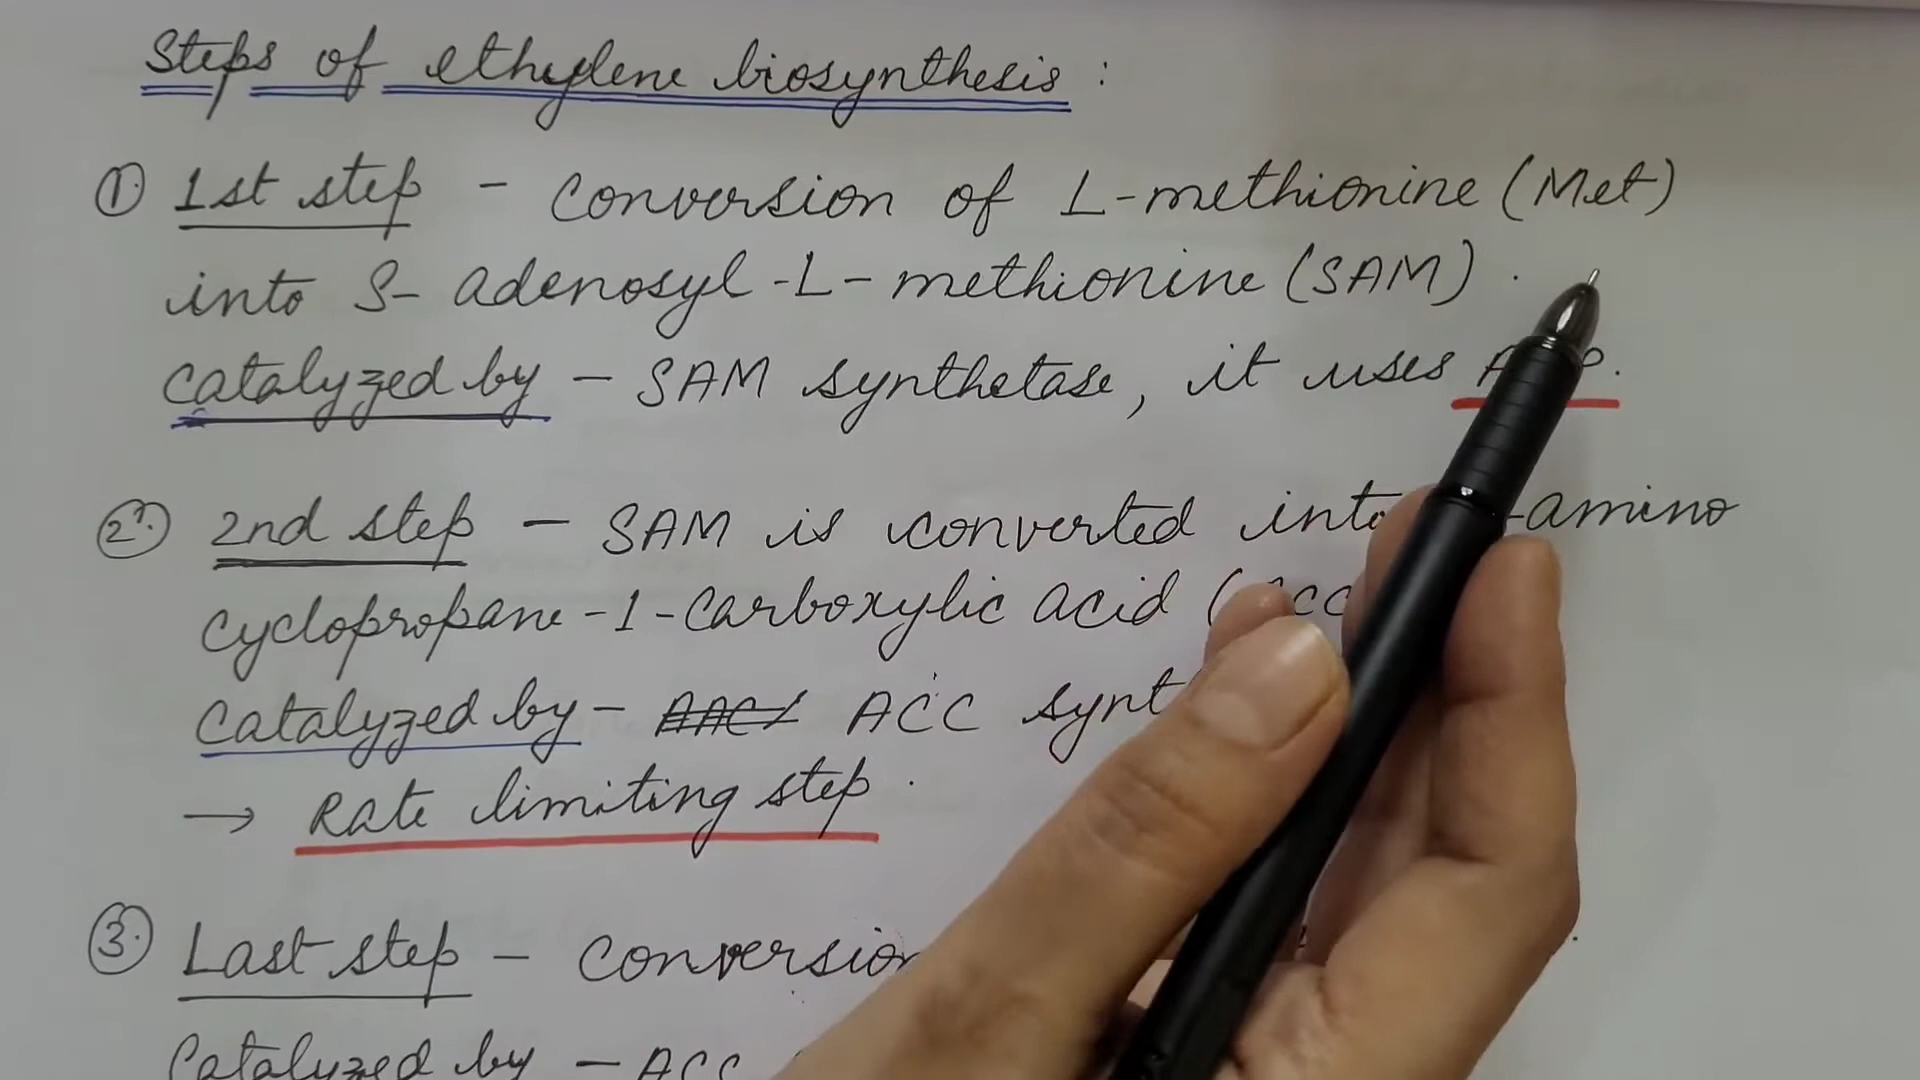 Steps of ethylene biosynthesis :
① 1st step - Conversion of L-methionine (Met)
into S- Adenosyl -L- methionine (SAM) .
Catalyzed by - SAM synthetase, it uses
② 2nd step - SAM is converted into -amino
cyclopropane -1- Carboxylic acid (
Catalyzed by - ACC
→ Rate limiting step .
③ Last step - Conversion
Catalyzed by - ACC